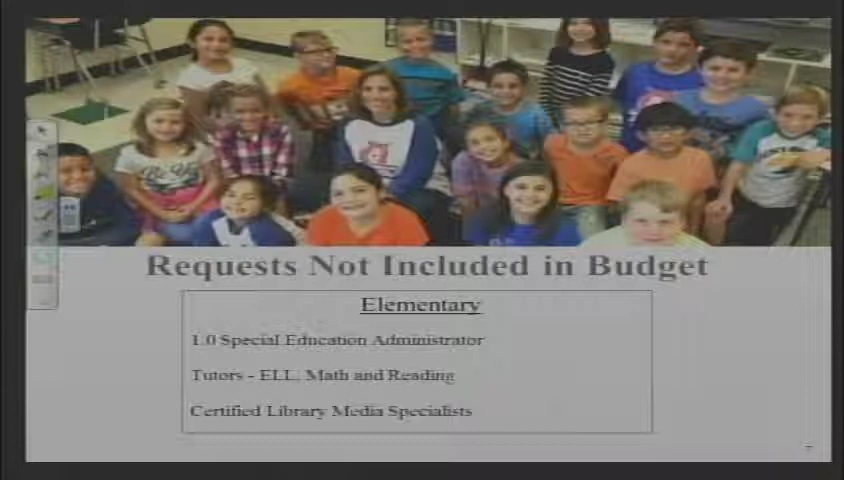 Requests Not Included in Budget
Elementary
1.0 Special Education Administrator
Tutors - ELL, Math and Reading
Certified Library Media Specialists